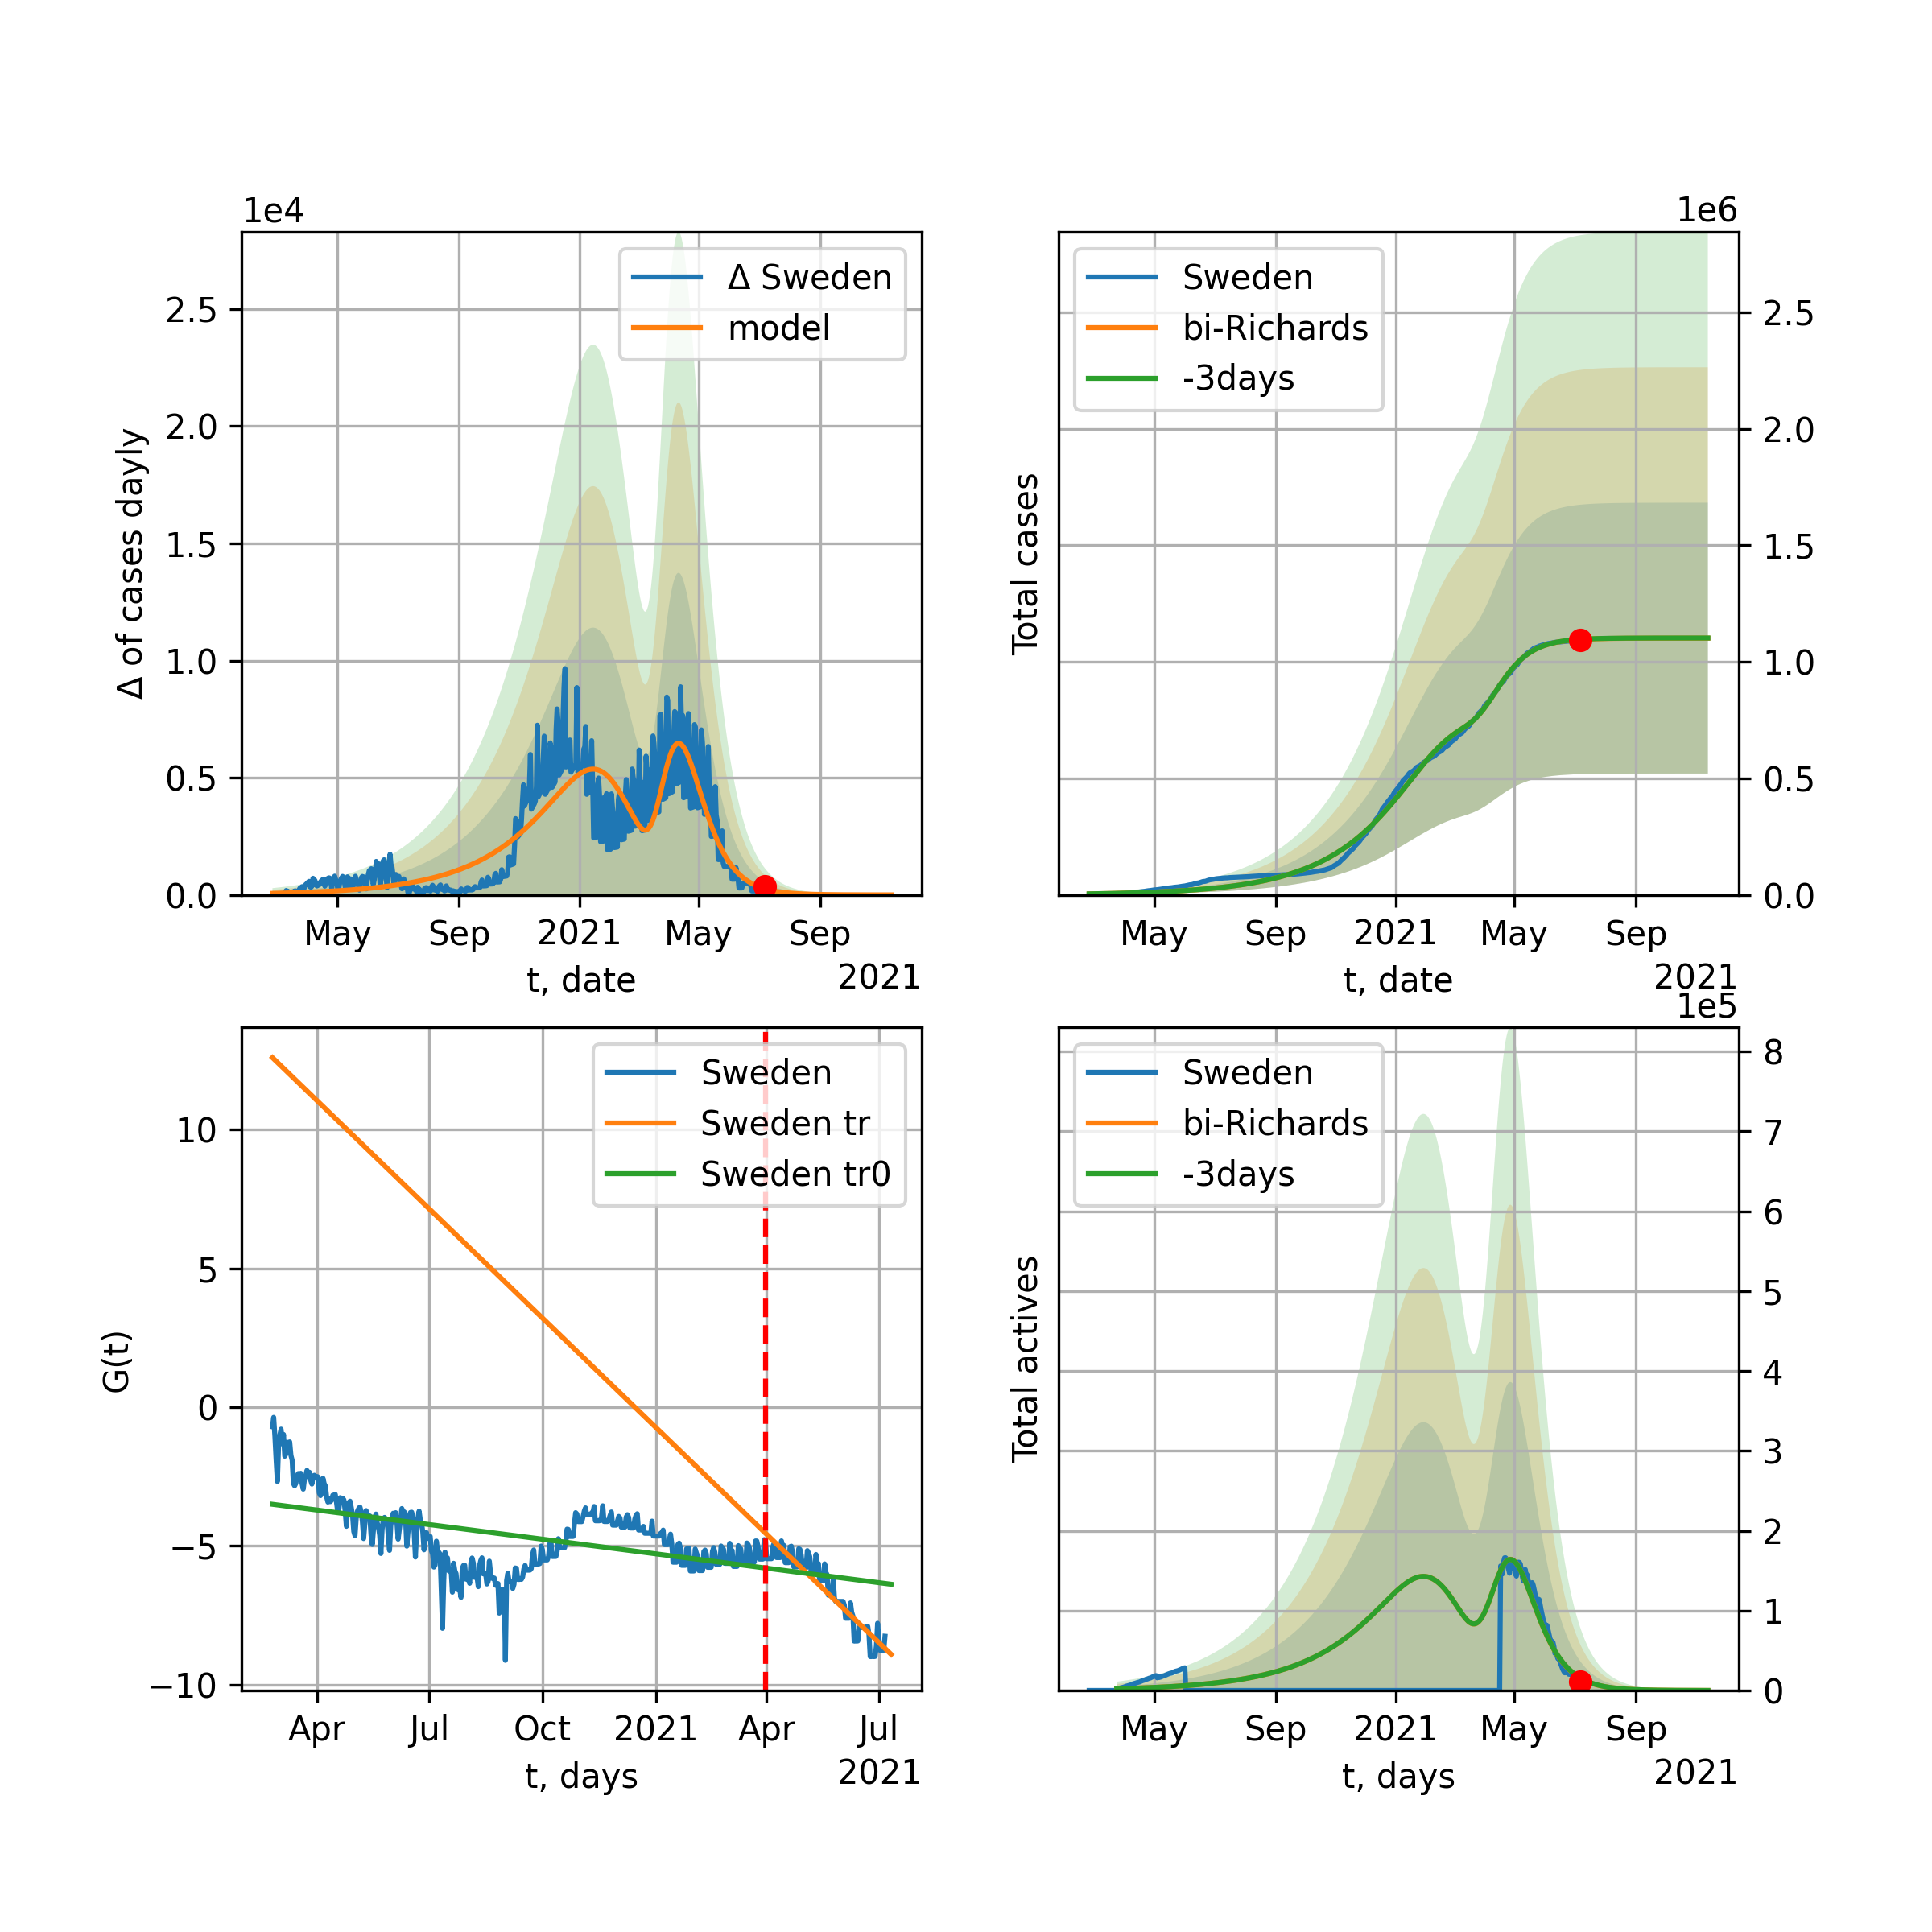 1e4
Δ of cases dayly
2.5
2.0
1.5
1.0
0.5
0.0
Δ Sweden
model
May Sep 2021 May Sep
t, date
2021
1e6
Total cases
Sweden
bi-Richards
-3days
2.5
2.0
1.5
1.0
0.5
0.0
May Sep 2021 May Sep
t, date
2021
G(t)
10
5
0
−5
−10
Sweden
Sweden tr
Sweden tr0
Apr Jul Oct 2021 Apr Jul
t, days
2021
1e5
Total actives
Sweden
bi-Richards
-3days
8
7
6
5
4
3
2
1
0
May Sep 2021 May Sep
t, days
2021